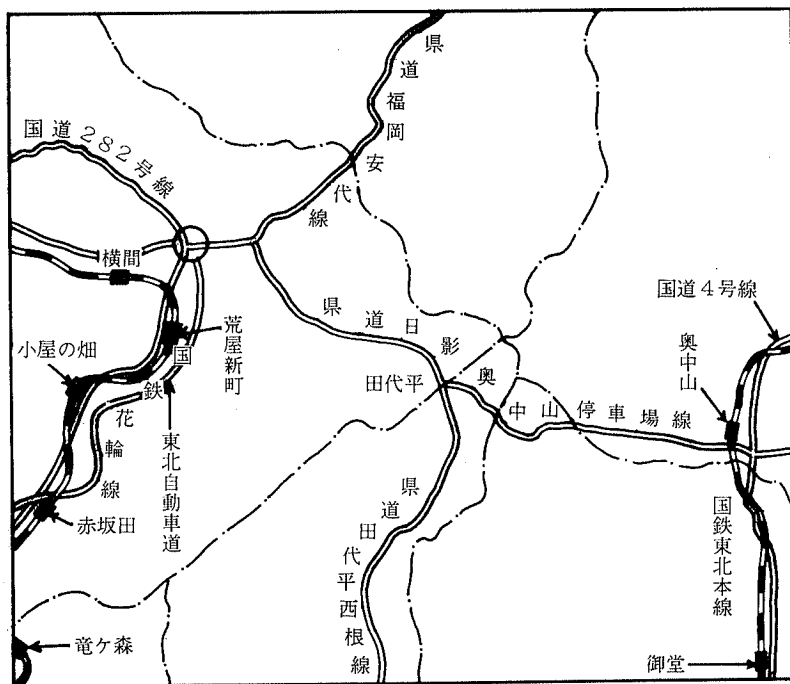 国道282号線
県道福岡安代線
横間
荒屋新町
小屋の畑
国鉄花輪線
東北自動車道
赤坂田
竜ケ森
県道日影奥中山停車場線
田代平
県道田代平西根線
国道4号線
奥中山
国鉄東北本線
御堂